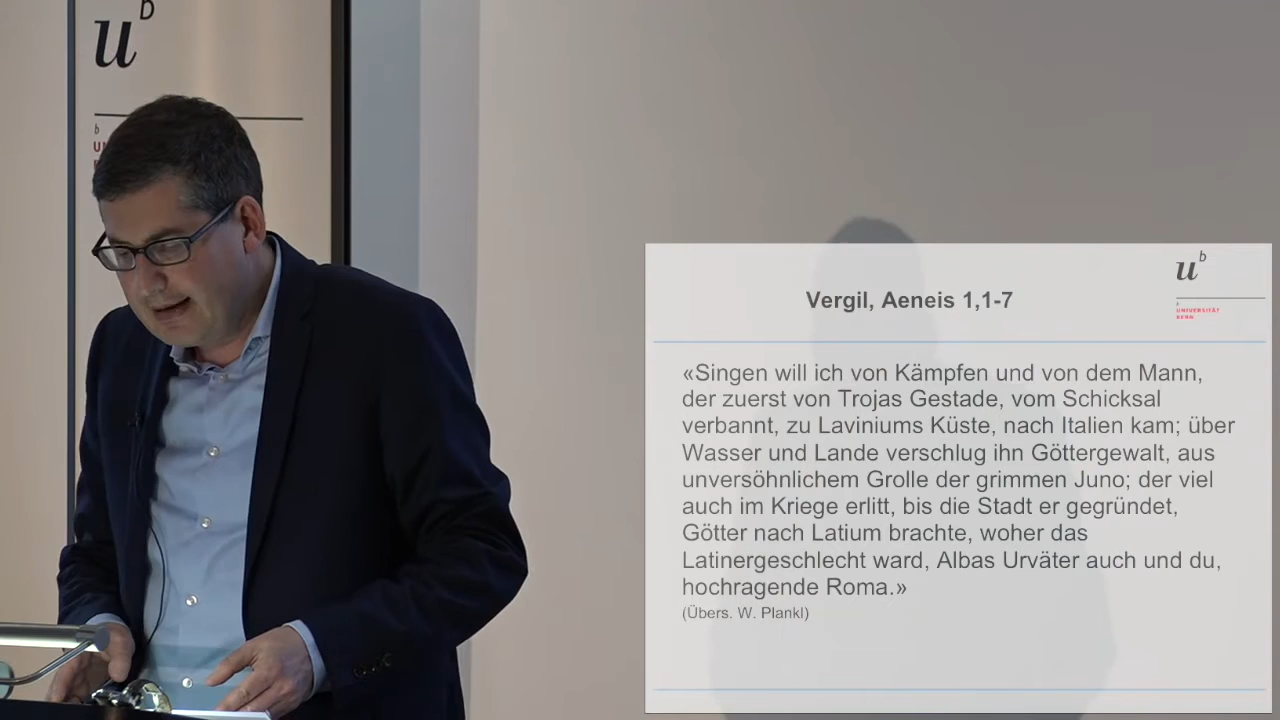 u
b
b
Vergil, Aeneis 1,1-7
u
b
b
UNIVERSITÄT
BERN
«Singen will ich von Kämpfen und von dem Mann,
der zuerst von Trojas Gestade, vom Schicksal
verbannt, zu Laviniums Küste, nach Italien kam; über
Wasser und Lande verschlug ihn Göttergewalt, aus
unversöhnlichem Grolle der grimmen Juno; der viel
auch im Kriege erlitt, bis die Stadt er gegründet,
Götter nach Latium brachte, woher das
Latinergeschlecht ward, Albas Urväter auch und du,
hochragende Roma.»
(Übers. W. Plankl)